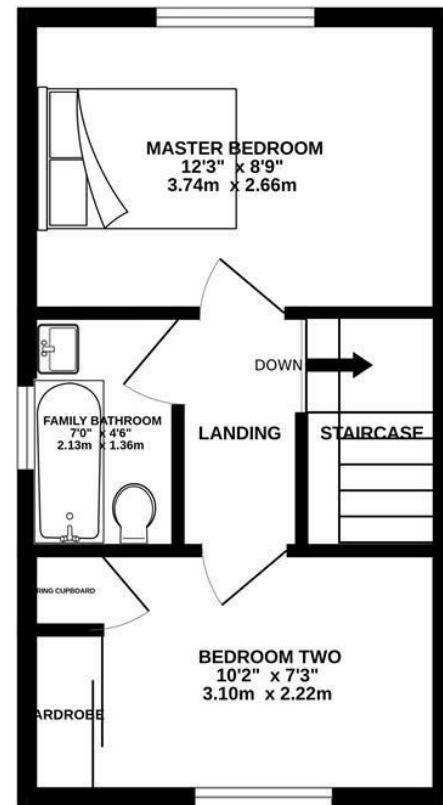 MASTER BEDROOM
12'3" x 8'9"
3.74m x 2.66m
DOWN
FAMILY BATHROOM
7'0" x 4'6"
2.13m x 1.36m
LANDING
STAIRCASE
RING CUPBOARD
BEDROOM TWO
10'2" x 7'3"
3.10m x 2.22m
ARDROBE